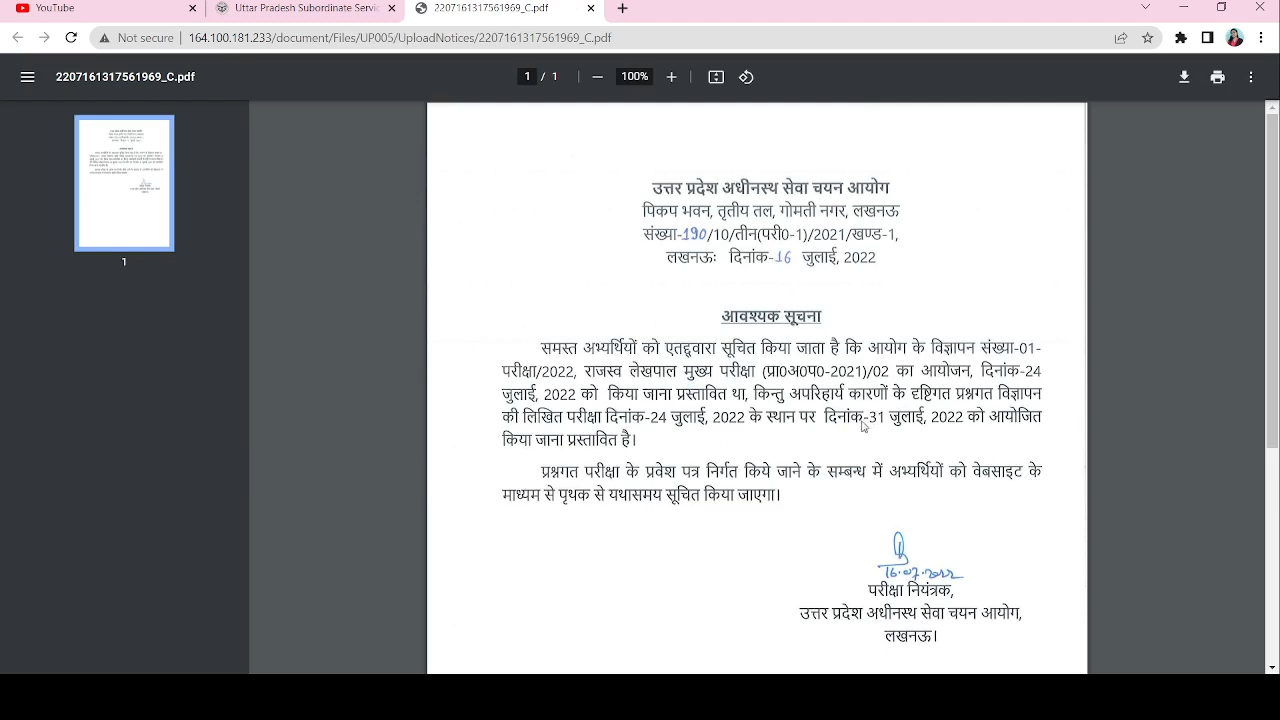 YouTube
Uttar Pradesh Subordinate Servic
2207161317561969_C.pdf
Not secure
164.100.181.233/document/Files/UP005/UploadNotices/2207161317561969_C.pdf
2207161317561969_C.pdf
1 / 1
100%
1
उत्तर प्रदेश अधीनस्थ सेवा चयन आयोग
पिकप भवन, तृतीय तल, गोमती नगर, लखनऊ
संख्या-190/10/तीन(परी0-1)/2021/खण्ड-1,
लखनऊः दिनांक-16 जुलाई, 2022
आवश्यक सूचना
समस्त अभ्यर्थियों को एतद्द्वारा सूचित किया जाता है कि आयोग के विज्ञापन संख्या-01-
परीक्षा/2022, राजस्व लेखपाल मुख्य परीक्षा (प्रा0अ0प0-2021)/02 का आयोजन, दिनांक-24
जुलाई, 2022 को किया जाना प्रस्तावित था, किन्तु अपरिहार्य कारणों के दृष्टिगत प्रश्नगत विज्ञापन
की लिखित परीक्षा दिनांक-24 जुलाई, 2022 के स्थान पर दिनांक-31 जुलाई, 2022 को आयोजित
किया जाना प्रस्तावित है।
प्रश्नगत परीक्षा के प्रवेश पत्र निर्गत किये जाने के सम्बन्ध में अभ्यर्थियों को वेबसाइट के
माध्यम से पृथक से यथासमय सूचित किया जाएगा।
16.07.2022
परीक्षा नियंत्रक,
उत्तर प्रदेश अधीनस्थ सेवा चयन आयोग,
लखनऊ।